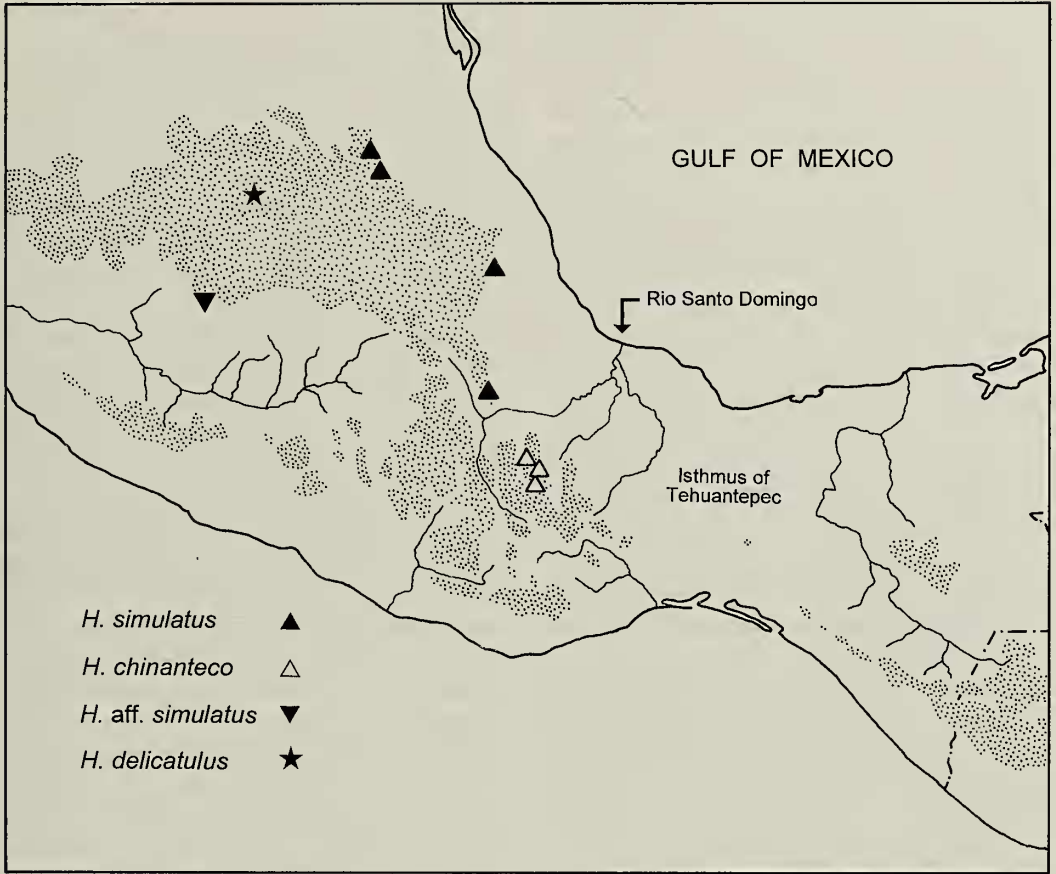 GULF OF MEXICO
Rio Santo Domingo
Isthmus of
Tehuantepec
H. simulatus
H. chinanteco
H. aff. simulatus
H. delicatulus